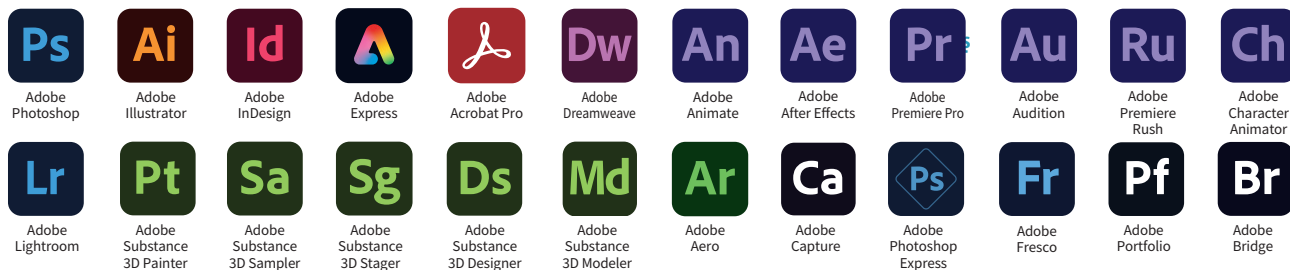 Ps Ai Id Dw An Ae Pr s Au Ru Ch
Adobe Adobe Adobe Adobe Adobe Adobe Adobe Adobe Adobe Adobe Adobe Adobe
Photoshop Illustrator InDesign Express Acrobat Pro Dreamweave Animate After Effects Premiere Pro Audition Premiere Character
Rush Animator
Lr Pt Sa Sg Ds Md Ar Ca Ps Fr Pf Br
Adobe Adobe Adobe Adobe Adobe Adobe Adobe Adobe Adobe Adobe Adobe Adobe
Lightroom Substance Substance Substance Substance Substance Aero Capture Photoshop Fresco Portfolio Bridge
3D Painter 3D Sampler 3D Stager 3D Designer 3D Modeler Express